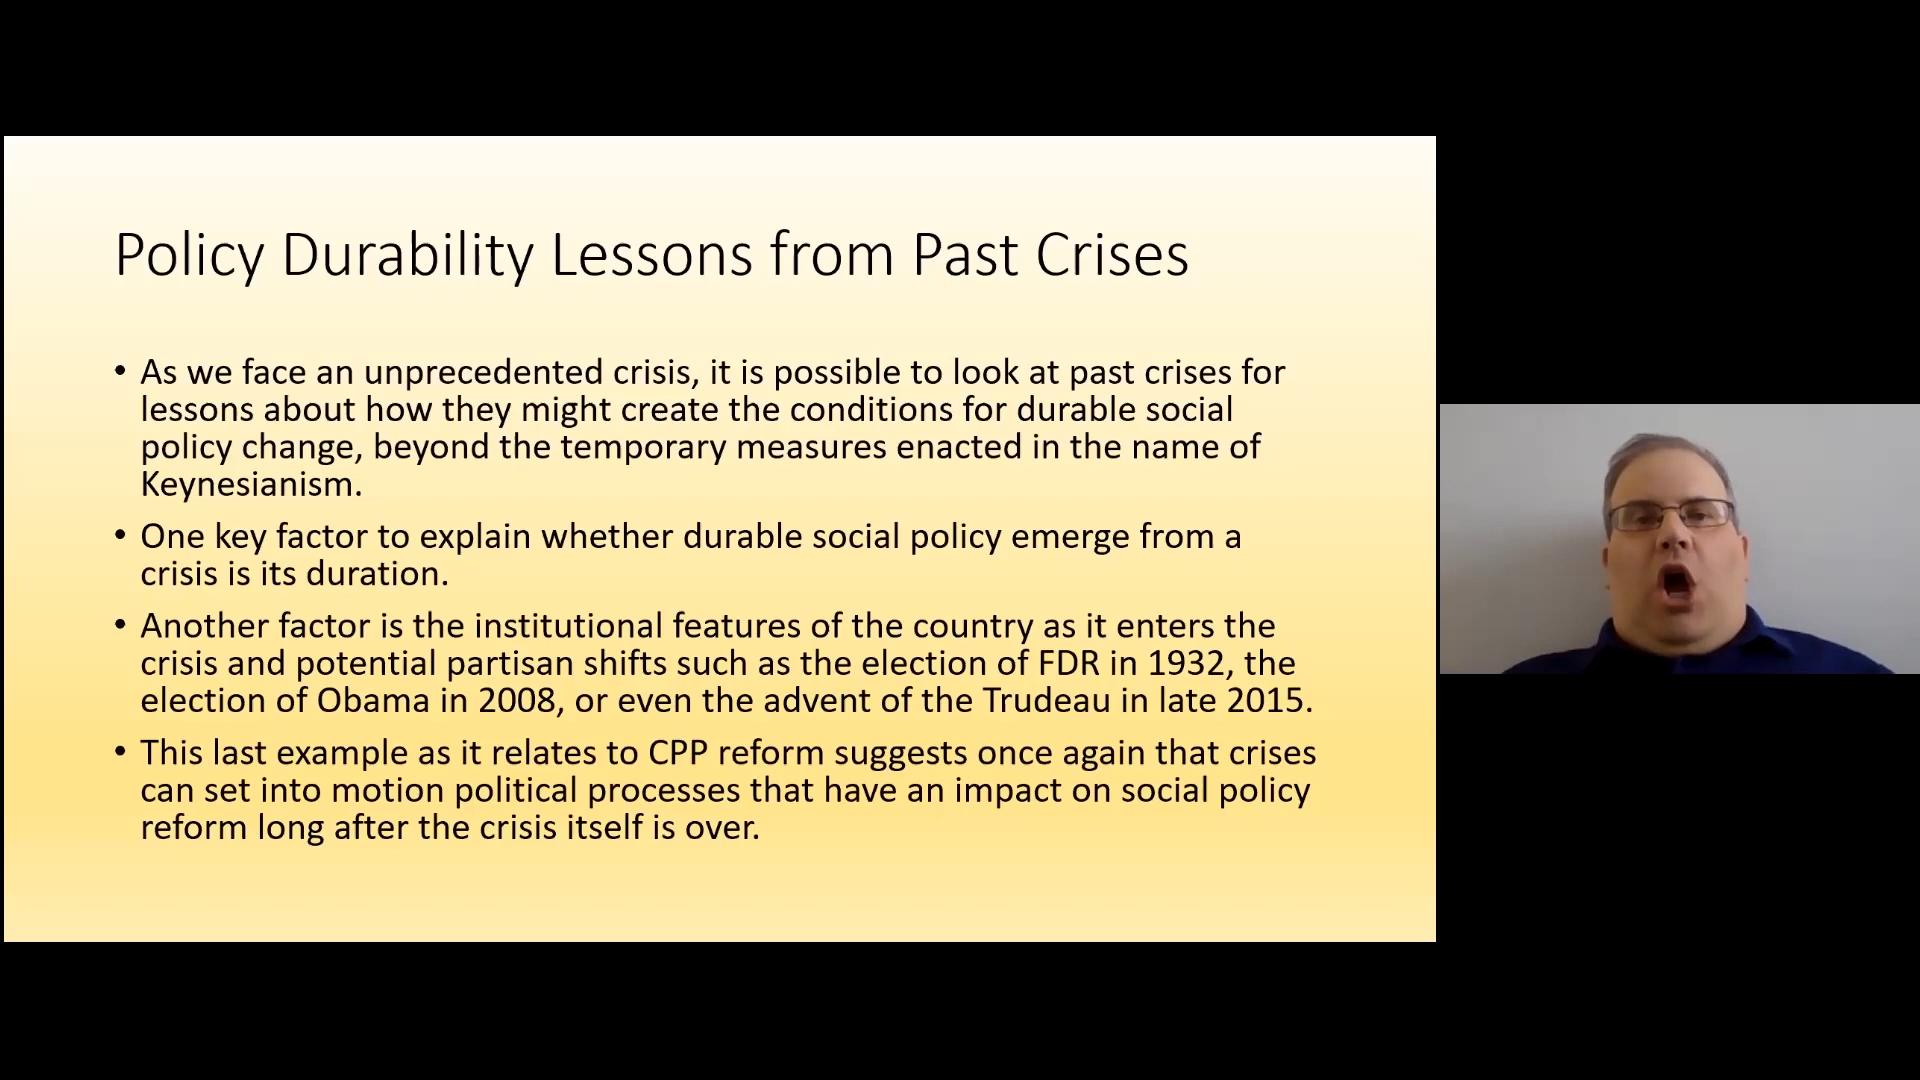 Policy Durability Lessons from Past Crises
• As we face an unprecedented crisis, it is possible to look at past crises for
lessons about how they might create the conditions for durable social
policy change, beyond the temporary measures enacted in the name of
Keynesianism.
• One key factor to explain whether durable social policy emerge from a
crisis is its duration.
• Another factor is the institutional features of the country as it enters the
crisis and potential partisan shifts such as the election of FDR in 1932, the
election of Obama in 2008, or even the advent of the Trudeau in late 2015.
• This last example as it relates to CPP reform suggests once again that crises
can set into motion political processes that have an impact on social policy
reform long after the crisis itself is over.